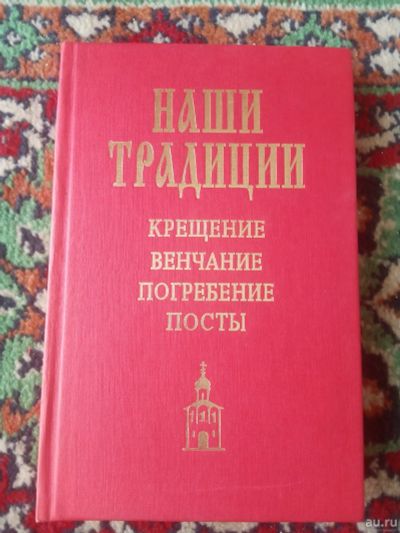 НАШИ
ТРАДИЦИИ
КРЕЩЕНИЕ
ВЕНЧАНИЕ
ПОГРЕБЕНИЕ
ПОСТЫ
au.ru